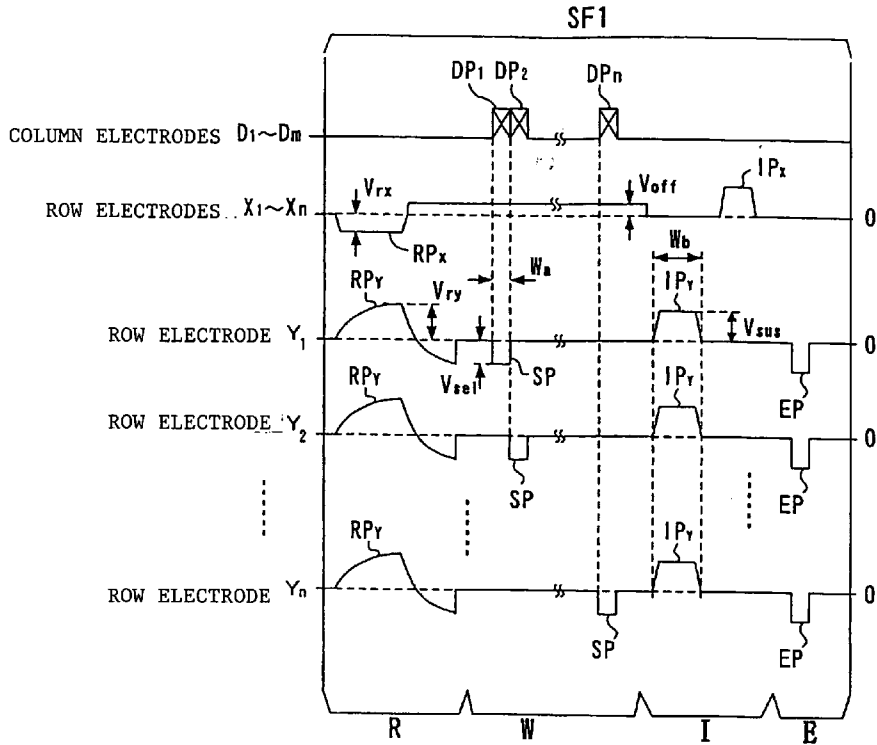 SF1
DP1 DP2 DPn
COLUMN ELECTRODES D1~Dm
Vrx Voff IPX
ROW ELECTRODES X1~Xn 0
RPX
RPY Vry Wa Wb IPY
ROW ELECTRODE Y1 Vsus 0
Vsel SP EP
RPY IPY
ROW ELECTRODE Y2 0
SP EP
RPY IPY
ROW ELECTRODE Yn 0
SP EP
R W I E